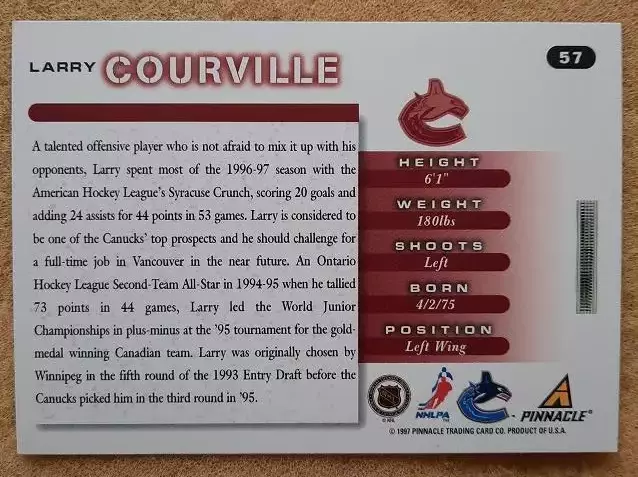 LARRY COURVILLE
57
A talented offensive player who is not afraid to mix it up with his
opponents, Larry spent most of the 1996-97 season with the
American Hockey League's Syracuse Crunch, scoring 20 goals and
adding 24 assists for 44 points in 53 games. Larry is considered to
be one of the Canucks' top prospects and he should challenge for
a full-time job in Vancouver in the near future. An Ontario
Hockey League Second-Team All-Star in 1994-95 when he tallied
73 points in 44 games, Larry led the World Junior
Championships in plus-minus at the '95 tournament for the gold-
medal winning Canadian team. Larry was originally chosen by
Winnipeg in the fifth round of the 1993 Entry Draft before the
Canucks picked him in the third round in '95.
HEIGHT
6'1"
WEIGHT
180lbs
SHOOTS
Left
BORN
4/2/75
POSITION
Left Wing
© NHL
NHLPA
PINNACLE
© 1997 PINNACLE TRADING CARD CO. PRODUCT OF U.S.A.